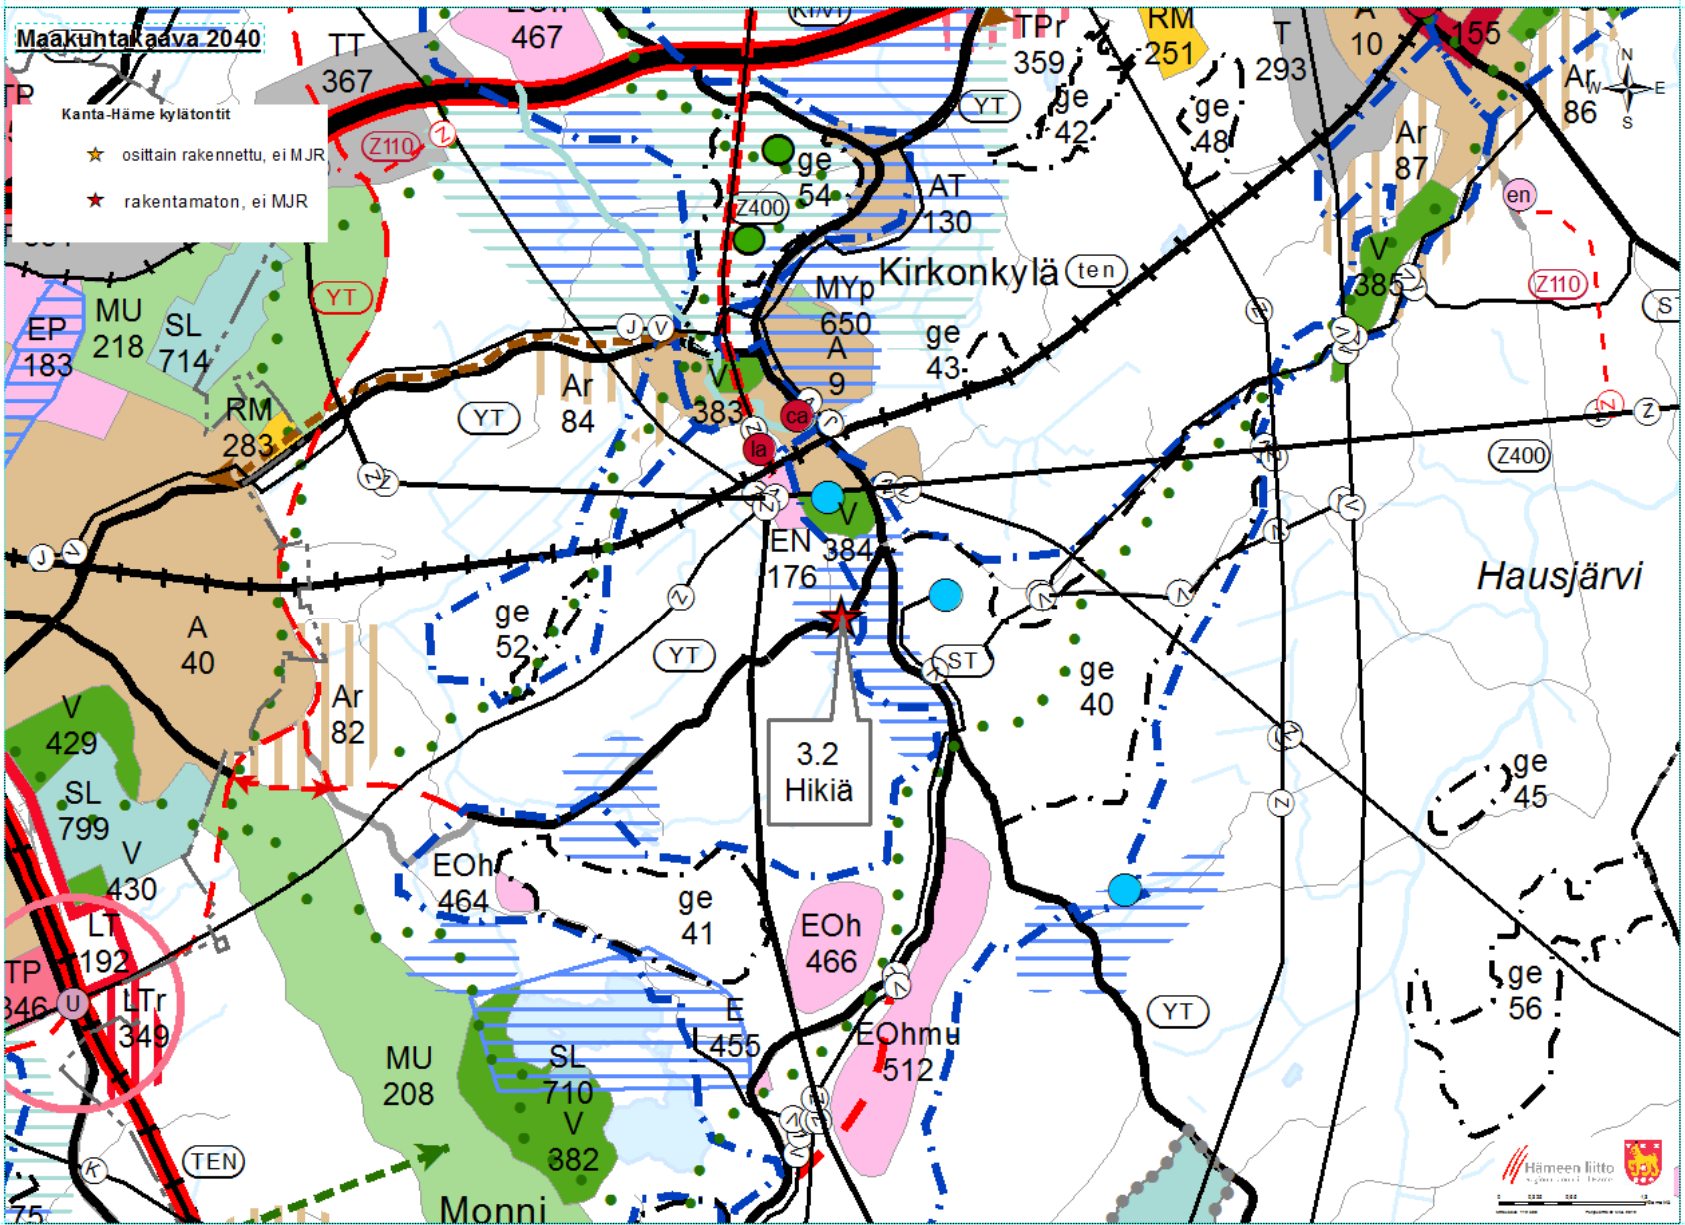 Maakuntakaava 2040
Kanta-Häme kylätontit
osittain rakennettu, ei MJR
rakentamaton, ei MJR
TT
367
467
TPr
359
RM
251
T
293
A
10
155
Ar
86
N
W
E
S
Z110
YT
ge
42
ge
48
Ar
87
ge
54
Z400
AT
130
en
V
385
Z110
Kirkonkylä
ten
MYp
650
A
9
ge
43
EP
183
MU
218
SL
714
YT
J
V
RM
283
YT
Ar
84
V
383
ca
la
Z
Z400
J
V
EN
176
V
384
Hausjärvi
A
40
ge
52
Z
YT
ST
ge
40
Ar
82
V
429
SL
799
V
430
3.2
Hikiä
ge
45
EOh
464
ge
41
EOh
466
LT
192
TP
346
U
LTr
349
E
455
EOhmu
512
YT
ge
56
MU
208
SL
710
V
382
TEN
K
Monni
75
Hämeen liitto